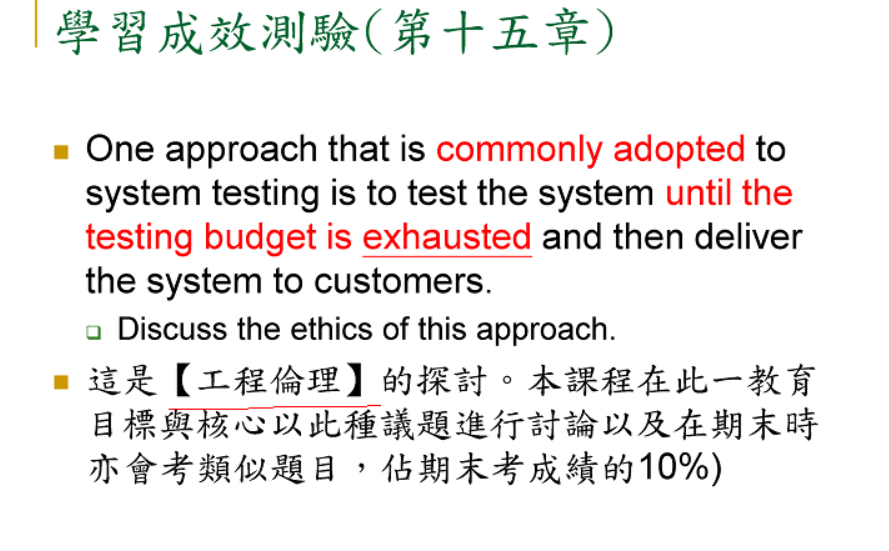 學習成效測驗(第十五章)
One approach that is commonly adopted to
system testing is to test the system until the
testing budget is exhausted and then deliver
the system to customers.
Discuss the ethics of this approach.
這是【工程倫理】的探討。本課程在此一教育
目標與核心以此種議題進行討論以及在期末時
亦會考類似題目，佔期末考成績的10%)